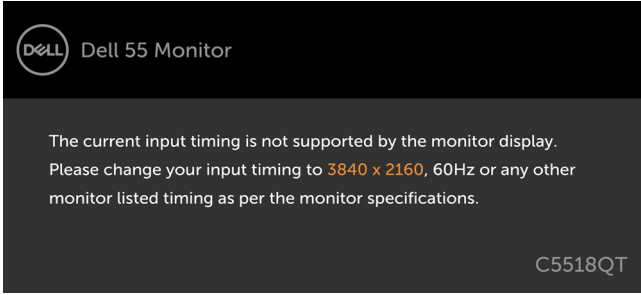 DELL Dell 55 Monitor
The current input timing is not supported by the monitor display.
Please change your input timing to 3840 x 2160, 60Hz or any other
monitor listed timing as per the monitor specifications.
C5518QT